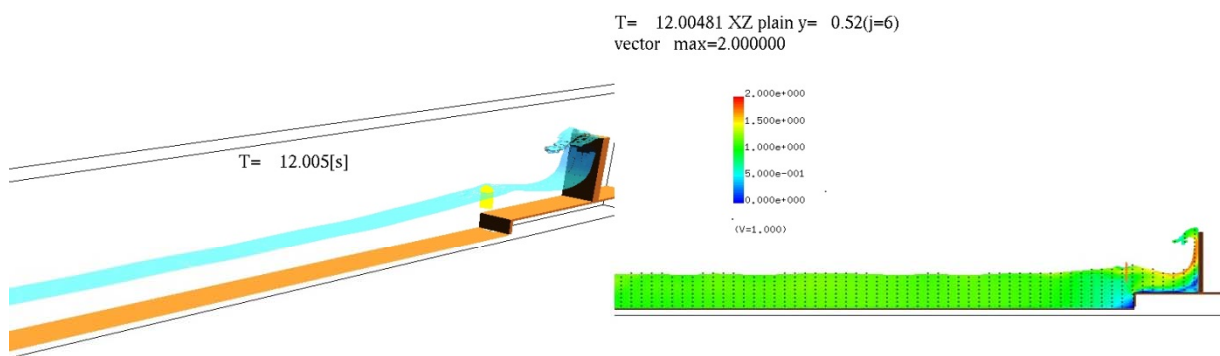 T=    12.005[s]
T=    12.00481 XZ plain y=   0.52(j=6)
vector   max=2.000000
2.000e+000
1.500e+000
1.000e+000
5.000e-001
0.000e+000
(V=1.000)